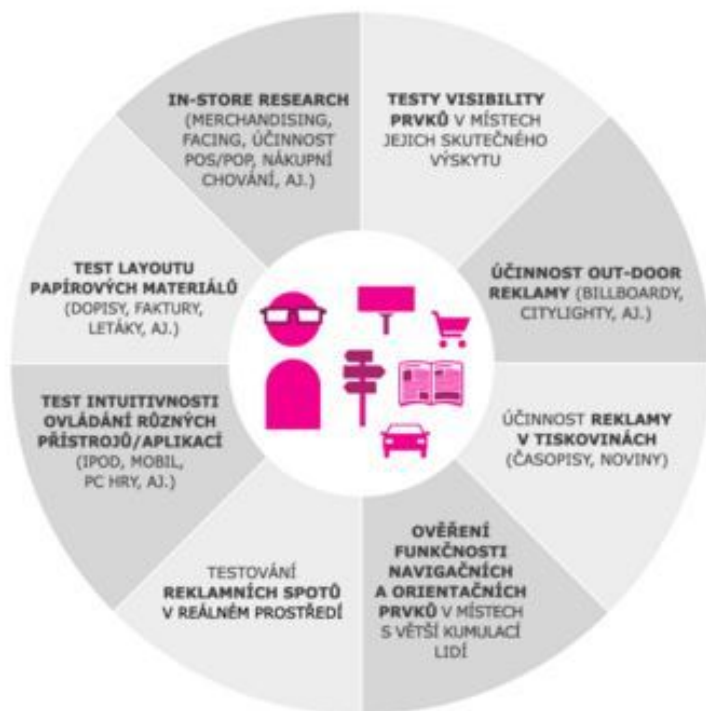 IN-STORE RESEARCH
(MERCHANDISING,
FACING, ÚČINNOST
POS/POP, NÁKUPNÍ
CHOVÁNÍ, AJ.)
TESTY VISIBILITY
PRVKŮ V MÍSTECH
JEJICH SKUTEČNÉHO
VÝSKYTU
ÚČINNOST OUT-DOOR
REKLAMY (BILLBOARDY,
CITYLIGHTY, AJ.)
ÚČINNOST REKLAMY
V TISKOVINÁCH
(ČASOPISY, NOVINY)
OVĚŘENÍ
FUNKČNOSTI
NAVIGAČNÍCH
A ORIENTAČNÍCH
PRVKŮ V MÍSTECH
S VĚTŠÍ KUMULACÍ
LIDÍ
TESTOVÁNÍ
REKLAMNÍCH SPOTŮ
V REÁLNÉM PROSTŘEDÍ
TEST INTUITIVNOSTI
OVLÁDÁNÍ RŮZNÝCH
PŘÍSTROJŮ/APLIKACÍ
(IPOD, MOBIL,
PC HRY, AJ.)
TEST LAYOUTU
PAPÍROVÝCH MATERIÁLŮ
(DOPISY, FAKTURY,
LETÁKY, AJ.)